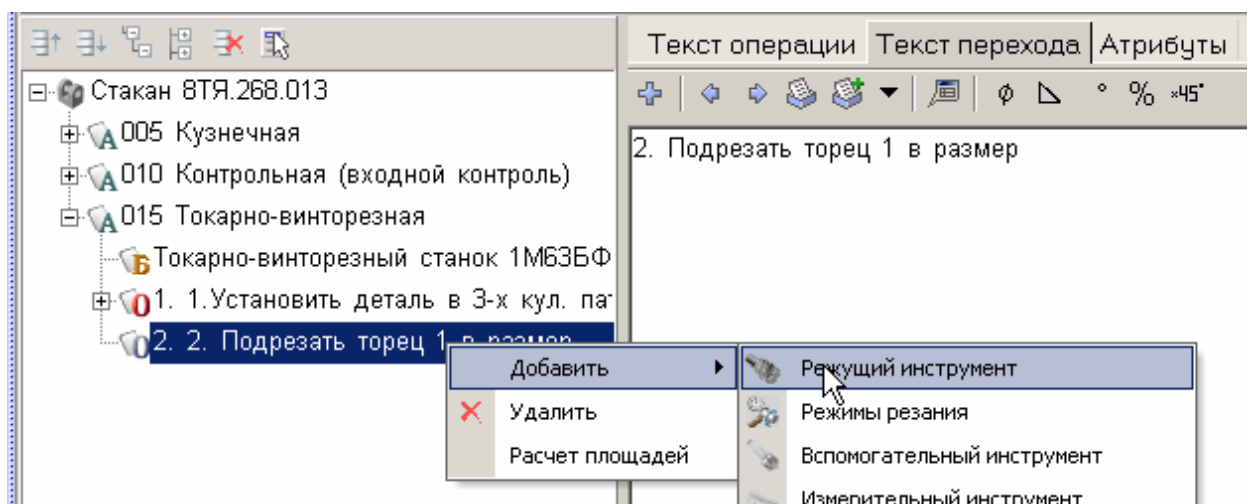 Текст операции Текст перехода Атрибуты
Стакан 8ТЯ.268.013
φ ° % ×45°
А 005 Кузнечная
2. Подрезать торец 1 в размер
А 010 Контрольная (входной контроль)
А 015 Токарно-винторезная
Б Токарно-винторезный станок 1М63БФ
О 1. 1.Установить деталь в 3-х кул. пат
О 2. 2. Подрезать торец 1 в размер
Добавить
Режущий инструмент
Удалить
Режимы резания
Расчет площадей
Вспомогательный инструмент
Измерительный инструмент